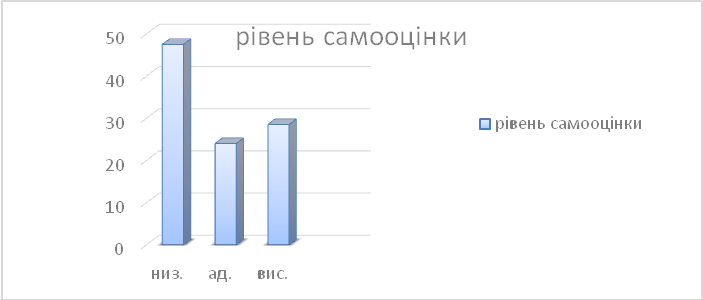 рівень самооцінки
50
40
30
20
10
0
низ. ад. вис.
рівень самооцінки